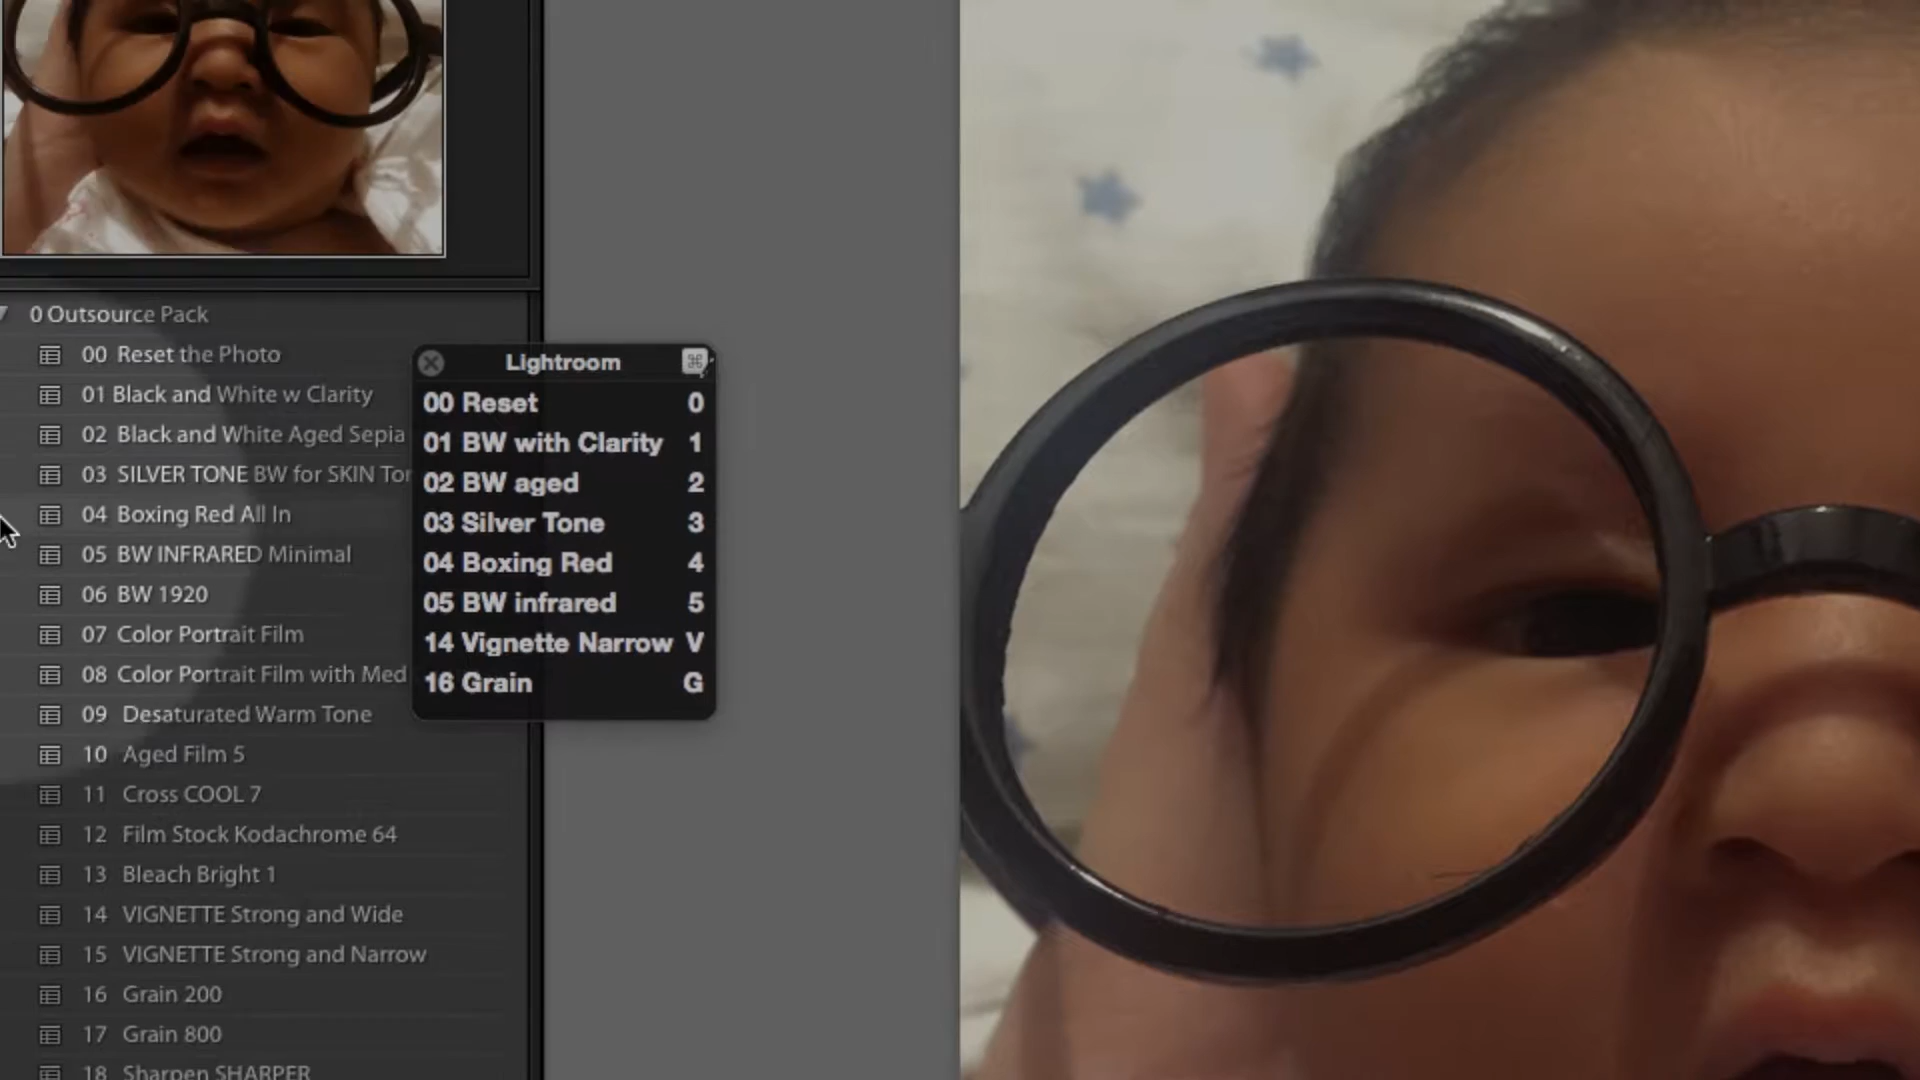 0 Outsource Pack
00 Reset the Photo
01 Black and White w Clarity
02 Black and White Aged Sepia
03 SILVER TONE BW for SKIN Tor
04 Boxing Red All In
05 BW INFRARED Minimal
06 BW 1920
07 Color Portrait Film
08 Color Portrait Film with Med
09 Desaturated Warm Tone
10 Aged Film 5
11 Cross COOL 7
12 Film Stock Kodachrome 64
13 Bleach Bright 1
14 VIGNETTE Strong and Wide
15 VIGNETTE Strong and Narrow
16 Grain 200
17 Grain 800
18 Sharpen SHARPER
Lightroom ⌘
00 Reset 0
01 BW with Clarity 1
02 BW aged 2
03 Silver Tone 3
04 Boxing Red 4
05 BW infrared 5
14 Vignette Narrow V
16 Grain G